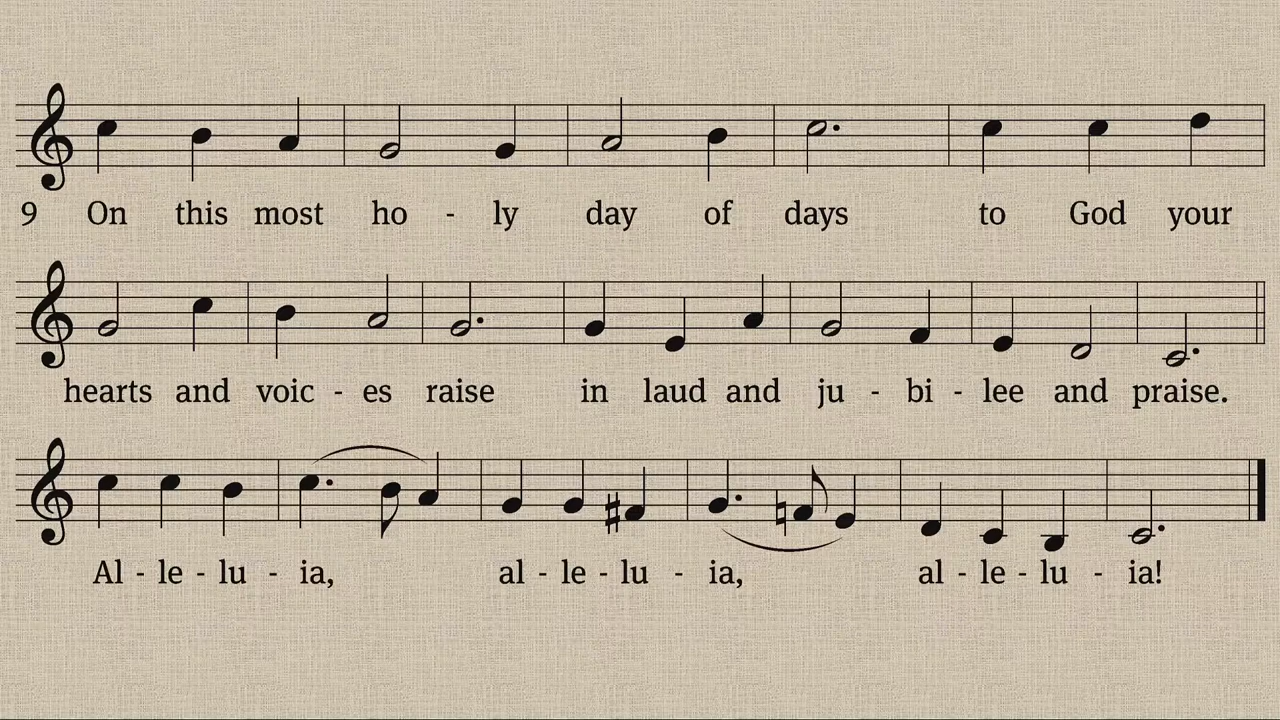 9 On this most ho - ly day of days to God your
hearts and voic - es raise in laud and ju - bi - lee and praise.
Al - le - lu - ia, al - le - lu - ia, al - le - lu - ia!